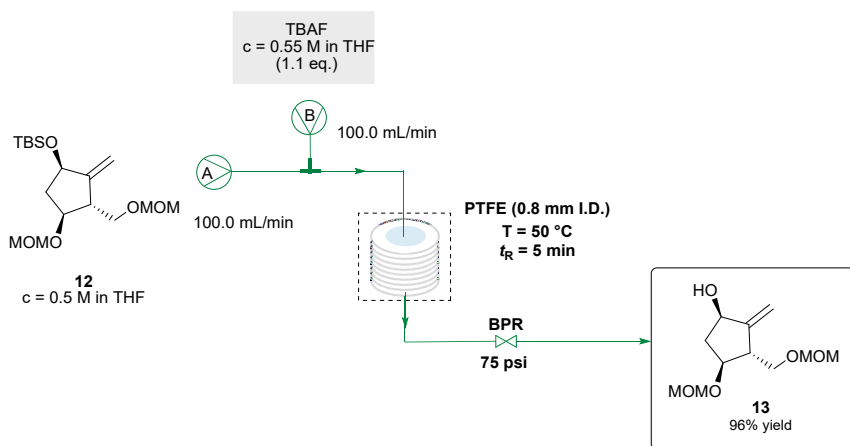 TBAF
c = 0.55 M in THF
(1.1 eq.)
B
100.0 mL/min
A
100.0 mL/min
TBSO
OMOM
MOMO
12
c = 0.5 M in THF
PTFE (0.8 mm I.D.)
T = 50 °C
tR = 5 min
BPR
75 psi
HO
OMOM
MOMO
13
96% yield